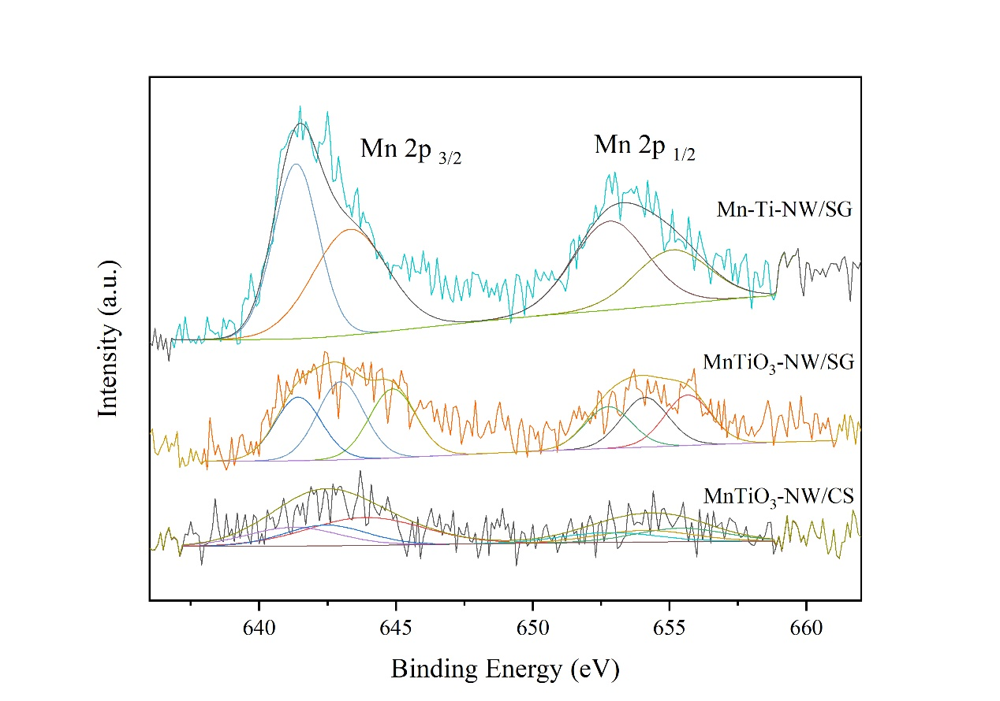 Mn 2p 3/2
Mn 2p 1/2
Mn-Ti-NW/SG
MnTiO3-NW/SG
MnTiO3-NW/CS
Intensity (a.u.)
640 645 650 655 660
Binding Energy (eV)